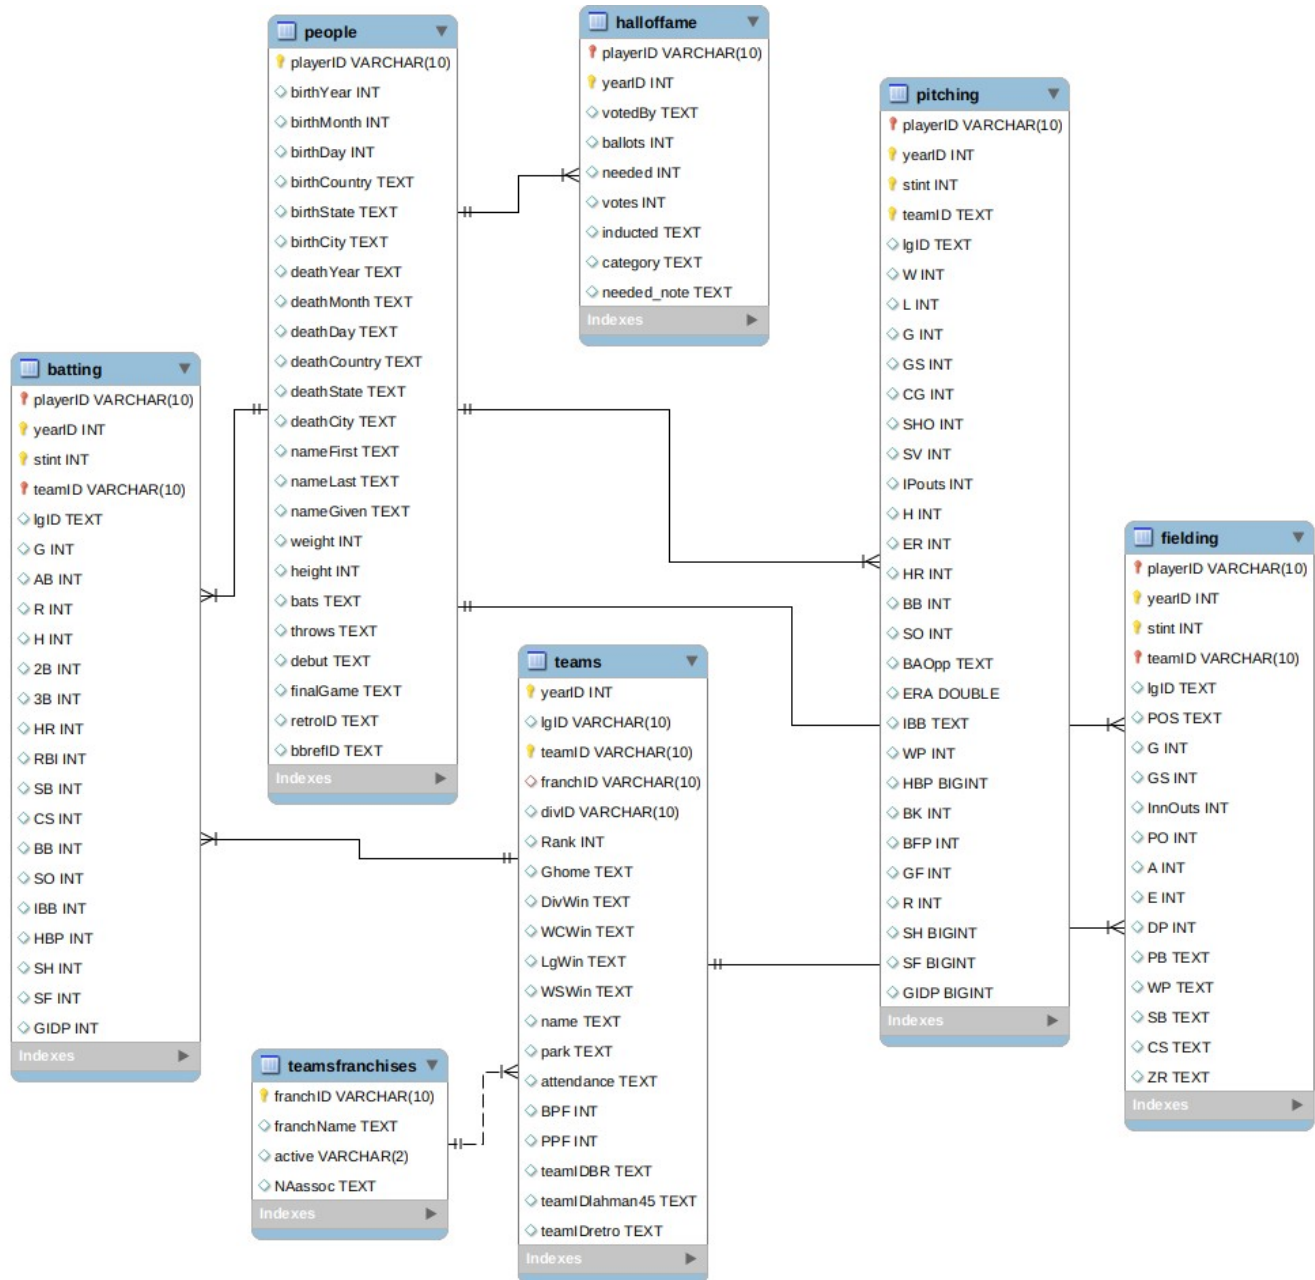 people
playerID VARCHAR(10)
birthYear INT
birthMonth INT
birthDay INT
birthCountry TEXT
birthState TEXT
birthCity TEXT
deathYear TEXT
deathMonth TEXT
deathDay TEXT
deathCountry TEXT
deathState TEXT
deathCity TEXT
nameFirst TEXT
nameLast TEXT
nameGiven TEXT
weight INT
height INT
bats TEXT
throws TEXT
debut TEXT
finalGame TEXT
retroID TEXT
bbrefID TEXT
Indexes
halloffame
playerID VARCHAR(10)
yearID INT
votedBy TEXT
ballots INT
needed INT
votes INT
inducted TEXT
category TEXT
needed_note TEXT
Indexes
pitching
playerID VARCHAR(10)
yearID INT
stint INT
teamID TEXT
lgID TEXT
W INT
L INT
G INT
GS INT
CG INT
SHO INT
SV INT
IPouts INT
H INT
ER INT
HR INT
BB INT
SO INT
BAOpp TEXT
ERA DOUBLE
IBB TEXT
WP INT
HBP BIGINT
BK INT
BFP INT
GF INT
R INT
SH BIGINT
SF BIGINT
GIDP BIGINT
Indexes
batting
playerID VARCHAR(10)
yearID INT
stint INT
teamID VARCHAR(10)
lgID TEXT
G INT
AB INT
R INT
H INT
2B INT
3B INT
HR INT
RBI INT
SB INT
CS INT
BB INT
SO INT
IBB INT
HBP INT
SH INT
SF INT
GIDP INT
Indexes
fielding
playerID VARCHAR(10)
yearID INT
stint INT
teamID VARCHAR(10)
lgID TEXT
POS TEXT
G INT
GS INT
InnOuts INT
PO INT
A INT
E INT
DP INT
PB TEXT
WP TEXT
SB TEXT
CS TEXT
ZR TEXT
Indexes
teams
yearID INT
lgID VARCHAR(10)
teamID VARCHAR(10)
franchID VARCHAR(10)
divID VARCHAR(10)
Rank INT
Ghome TEXT
DivWin TEXT
WCWin TEXT
LgWin TEXT
WSWin TEXT
name TEXT
park TEXT
attendance TEXT
BPF INT
PPF INT
teamIDBR TEXT
teamIDlahman45 TEXT
teamIDretro TEXT
Indexes
teamsfranchises
franchID VARCHAR(10)
franchName TEXT
active VARCHAR(2)
NAassoc TEXT
Indexes